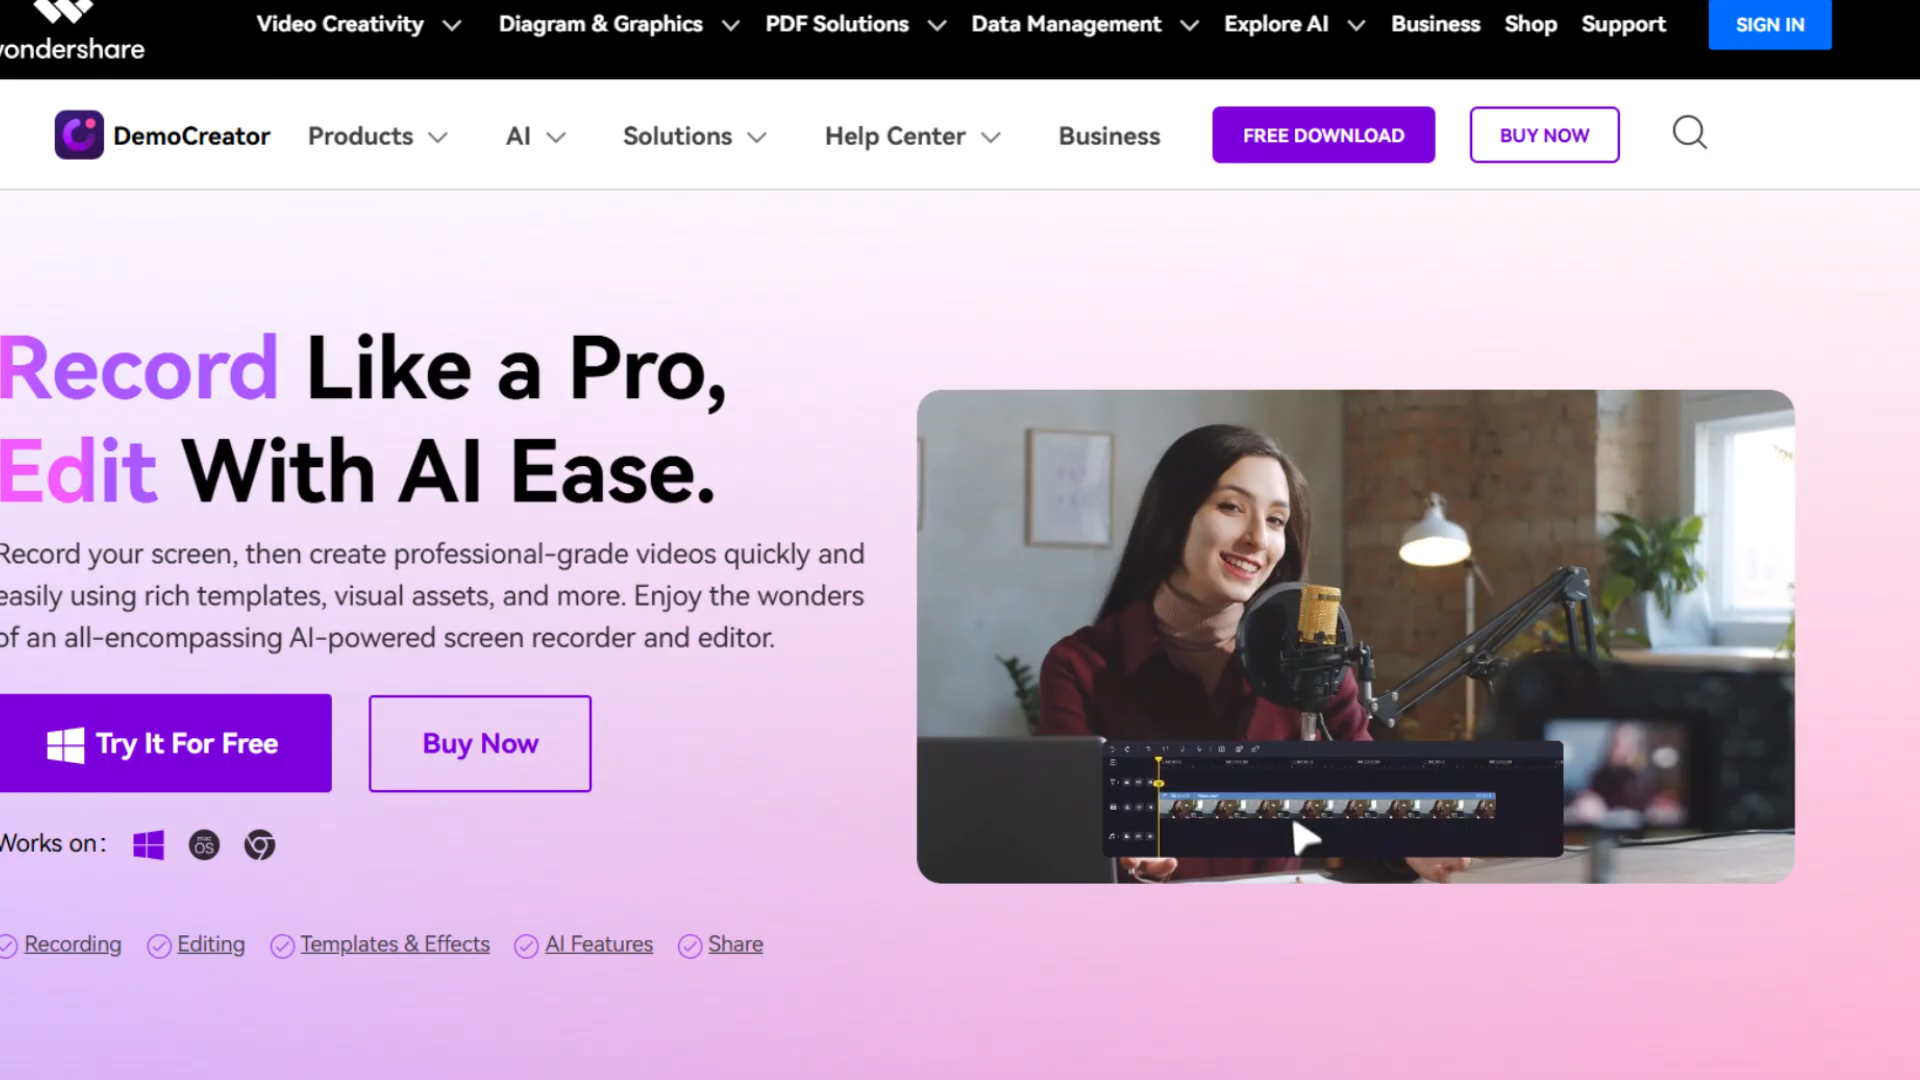 Video Creativity Diagram & Graphics PDF Solutions Data Management Explore AI Business Shop Support SIGN IN
wondershare
DemoCreator Products AI Solutions Help Center Business FREE DOWNLOAD BUY NOW
Record Like a Pro,
Edit With AI Ease.
Record your screen, then create professional-grade videos quickly and
easily using rich templates, visual assets, and more. Enjoy the wonders
of an all-encompassing AI-powered screen recorder and editor.
Try It For Free Buy Now
Works on: macOS
Recording Editing Templates & Effects AI Features Share